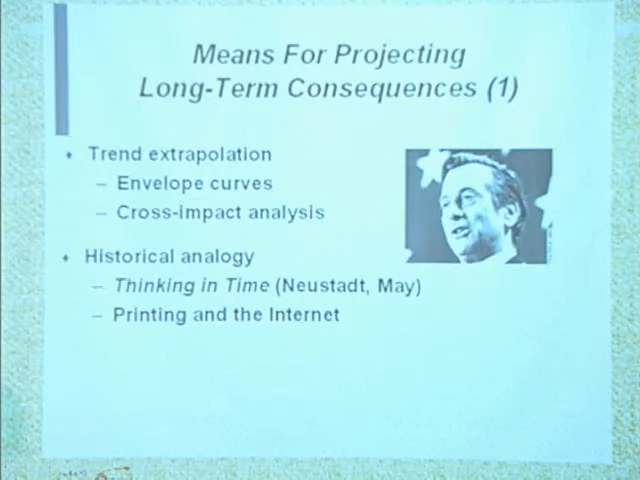 Means For Projecting
Long-Term Consequences (1)
♦ Trend extrapolation
– Envelope curves
– Cross-impact analysis
♦ Historical analogy
– Thinking in Time (Neustadt, May)
– Printing and the Internet